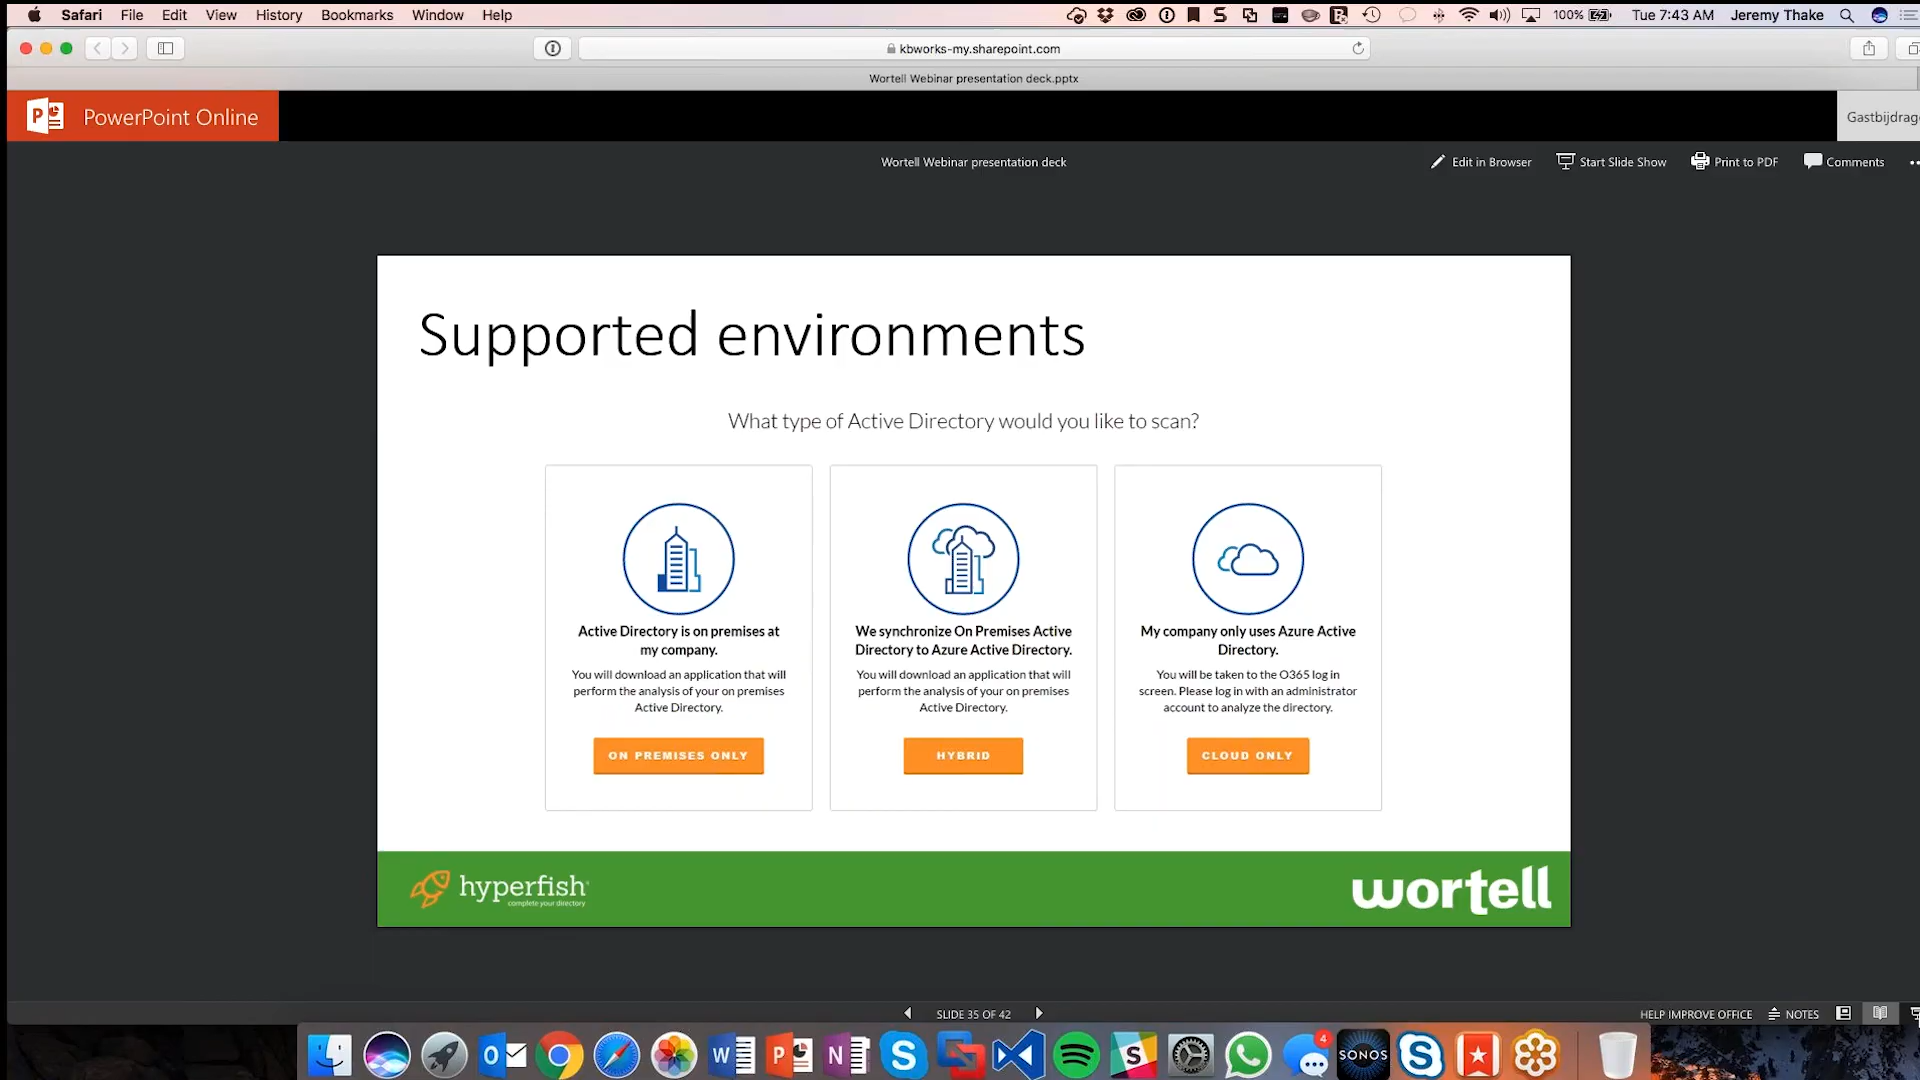 Safari File Edit View History Bookmarks Window Help 100% Tue 7:43 AM Jeremy Thake
kbworks-my.sharepoint.com
Wortell Webinar presentation deck.pptx
PowerPoint Online
Gastbijdrag
Wortell Webinar presentation deck
Edit in Browser Start Slide Show Print to PDF Comments
Supported environments
What type of Active Directory would you like to scan?
Active Directory is on premises at
my company.
You will download an application that will
perform the analysis of your on premises
Active Directory.
ON PREMISES ONLY
We synchronize On Premises Active
Directory to Azure Active Directory.
You will download an application that will
perform the analysis of your on premises
Active Directory.
HYBRID
My company only uses Azure Active
Directory.
You will be taken to the O365 log in
screen. Please log in with an administrator
account to analyze the directory.
CLOUD ONLY
hyperfish
complete your directory
wortell
SLIDE 35 OF 42
HELP IMPROVE OFFICE NOTES
4
SONOS